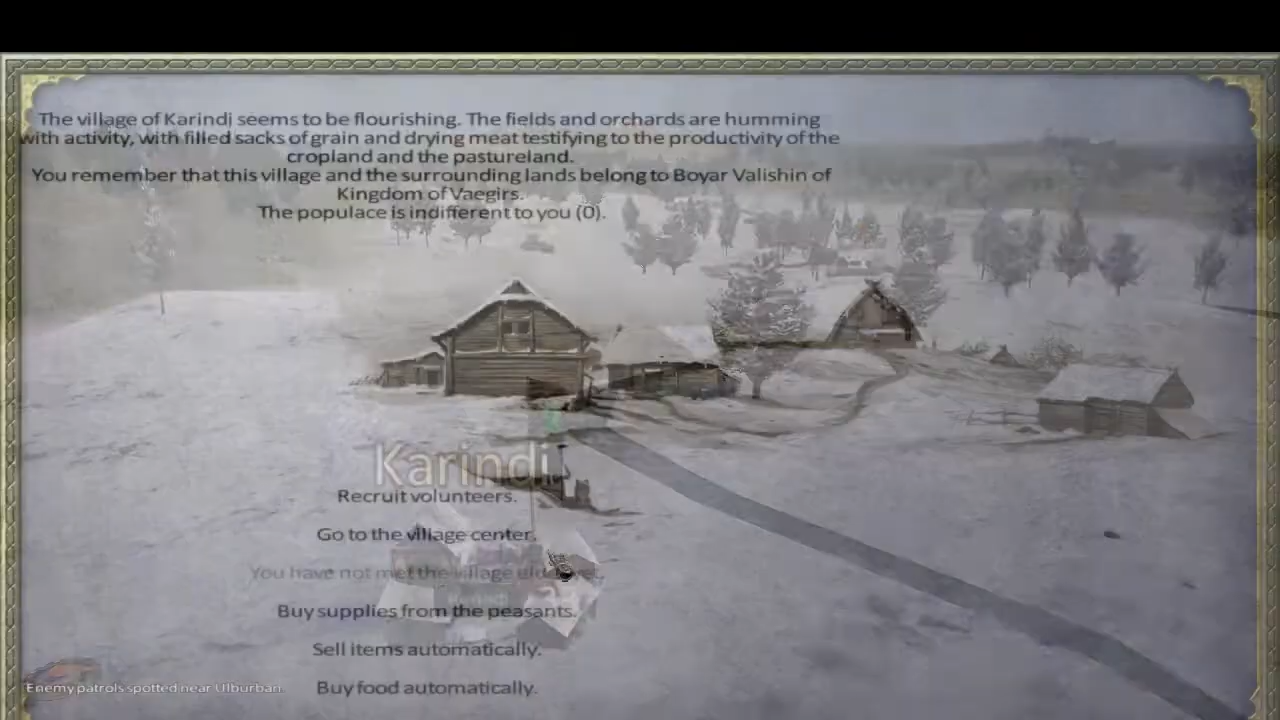 The village of Karindi seems to be flourishing. The fields and orchards are humming
with activity, with filled sacks of grain and drying meat testifying to the productivity of the
cropland and the pastureland.
You remember that this village and the surrounding lands belong to Boyar Valishin of
Kingdom of Vaegirs.
The populace is indifferent to you (0).
Karindi
Recruit volunteers.
Go to the village center.
You have not met the village elder yet.
Karindi
Buy supplies from the peasants.
Sell items automatically.
Enemy patrols spotted near Ulburban.
Buy food automatically.